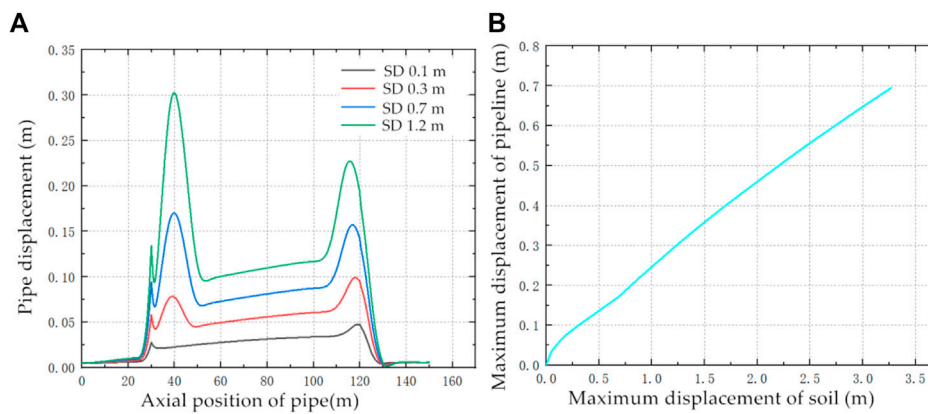 A
Pipe displacement (m)
0.35
0.30
0.25
0.20
0.15
0.10
0.05
0.00
0 20 40 60 80 100 120 140 160
Axial position of pipe(m)
SD 0.1 m
SD 0.3 m
SD 0.7 m
SD 1.2 m
B
Maximum displacement of pipeline (m)
0.8
0.7
0.6
0.5
0.4
0.3
0.2
0.1
0.0
0.0 0.5 1.0 1.5 2.0 2.5 3.0 3.5
Maximum displacement of soil (m)